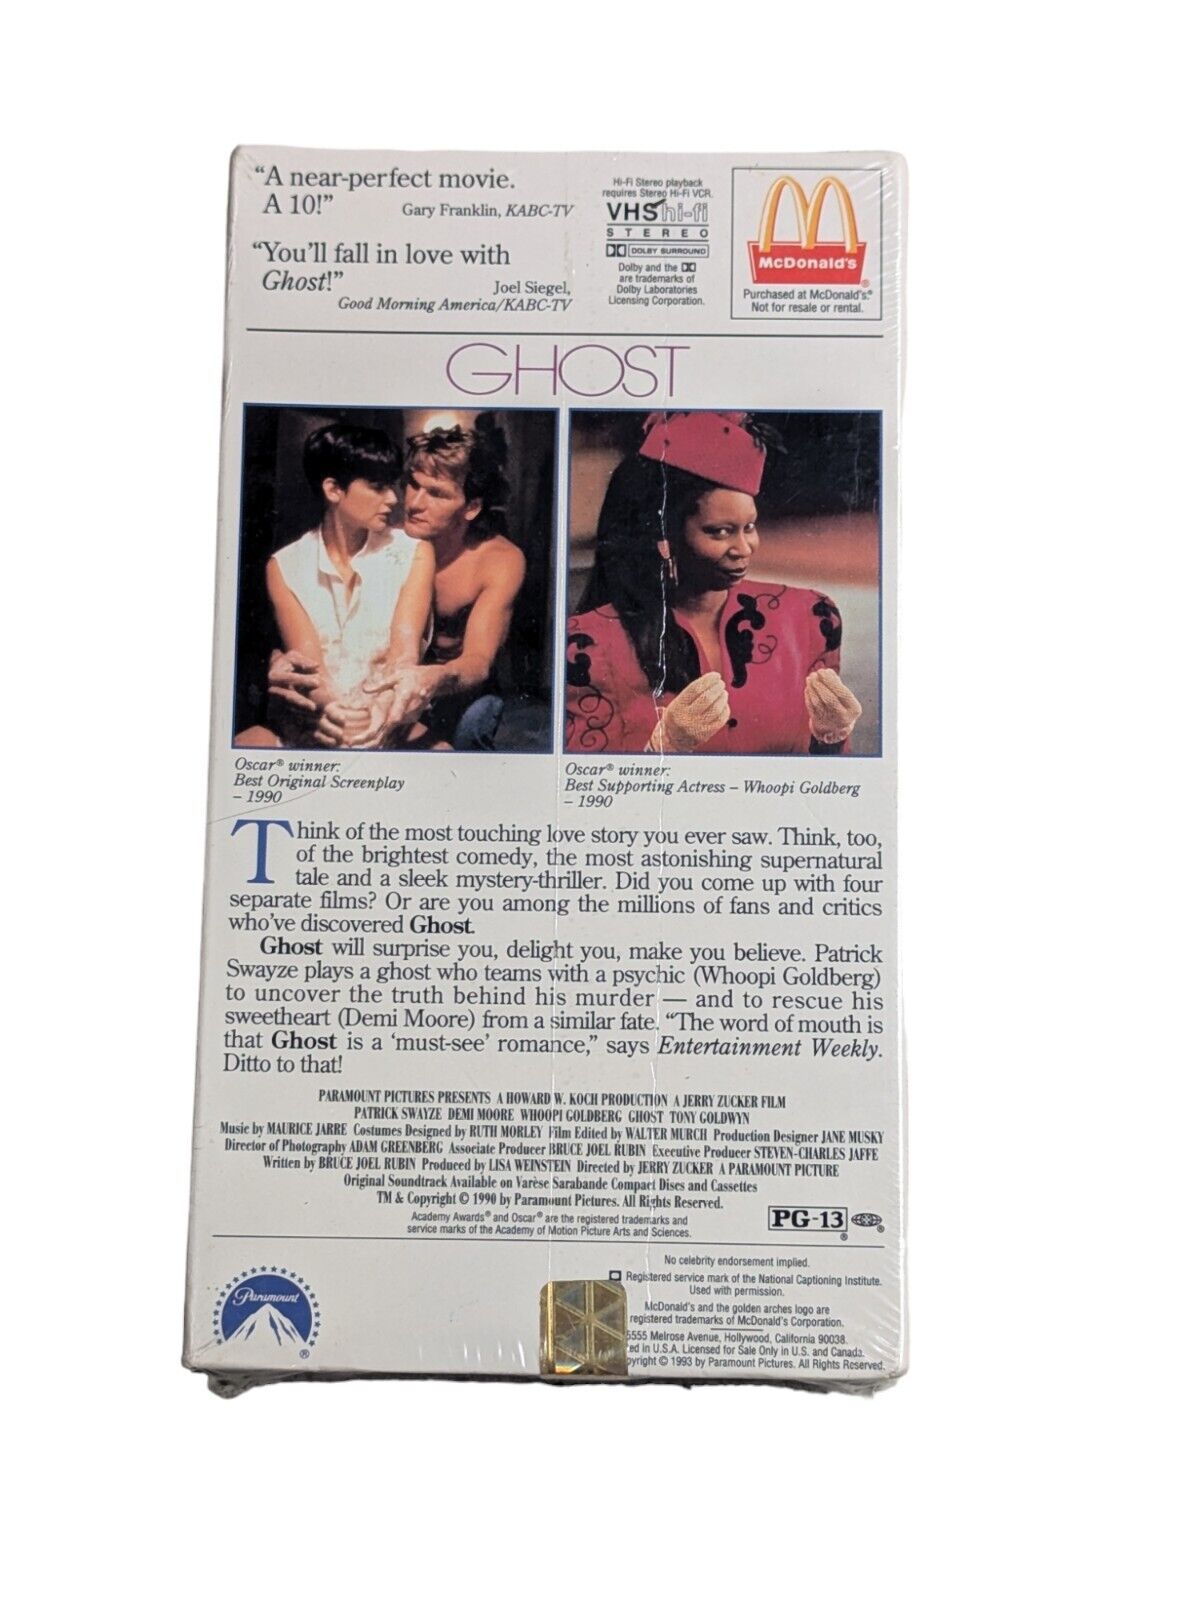 “A near-perfect movie.
A 10!”
Gary Franklin, KABC-TV
“You’ll fall in love with
Ghost!”
Joel Siegel,
Good Morning America/KABC-TV
Hi-Fi Stereo playback
requires Stereo Hi-Fi VCR.
VHS hi-fi
STEREO
DOLBY SURROUND
Dolby and the
are trademarks of
Dolby Laboratories
Licensing Corporation.
McDonald's
®
Purchased at McDonald's.®
Not for resale or rental.
GHOST
Oscar® winner:
Best Original Screenplay
– 1990
Oscar® winner:
Best Supporting Actress – Whoopi Goldberg
– 1990
Think of the most touching love story you ever saw. Think, too,
of the brightest comedy, the most astonishing supernatural
tale and a sleek mystery-thriller. Did you come up with four
separate films? Or are you among the millions of fans and critics
who’ve discovered Ghost.
Ghost will surprise you, delight you, make you believe. Patrick
Swayze plays a ghost who teams with a psychic (Whoopi Goldberg)
to uncover the truth behind his murder — and to rescue his
sweetheart (Demi Moore) from a similar fate. “The word of mouth is
that Ghost is a ‘must-see’ romance,” says Entertainment Weekly.
Ditto to that!
PARAMOUNT PICTURES PRESENTS A HOWARD W. KOCH PRODUCTION A JERRY ZUCKER FILM
PATRICK SWAYZE DEMI MOORE WHOOPI GOLDBERG GHOST TONY GOLDWYN
Music by MAURICE JARRE Costumes Designed by RUTH MORLEY Film Edited by WALTER MURCH Production Designer JANE MUSKY
Director of Photography ADAM GREENBERG Associate Producer BRUCE JOEL RUBIN Executive Producer STEVEN-CHARLES JAFFE
Written by BRUCE JOEL RUBIN Produced by LISA WEINSTEIN Directed by JERRY ZUCKER A PARAMOUNT PICTURE
Original Soundtrack Available on Varèse Sarabande Compact Discs and Cassettes
TM & Copyright © 1990 by Paramount Pictures. All Rights Reserved.
Academy Awards® and Oscar® are the registered trademarks and
service marks of the Academy of Motion Picture Arts and Sciences.
PG-13
® ®
No celebrity endorsement implied.
Registered service mark of the National Captioning Institute.
Used with permission.
McDonald's and the golden arches logo are
registered trademarks of McDonald's Corporation.
5555 Melrose Avenue, Hollywood, California 90038.
ed in U.S.A. Licensed for Sale Only in U.S. and Canada.
pyright © 1993 by Paramount Pictures. All Rights Reserved.
Paramount
®